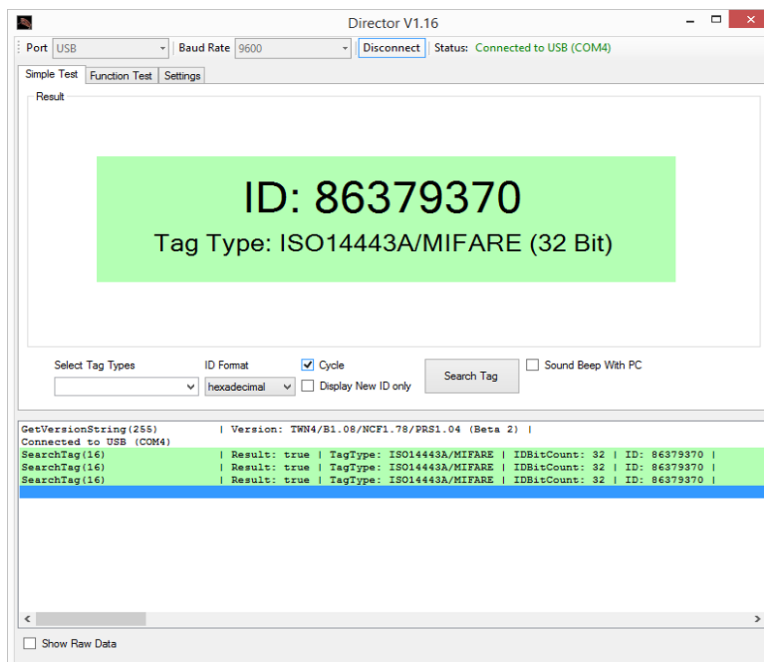 Director V1.16
Port USB Baud Rate 9600 Disconnect Status: Connected to USB (COM4)
Simple Test Function Test Settings
Result
ID: 86379370
Tag Type: ISO14443A/MIFARE (32 Bit)
Select Tag Types ID Format Cycle Search Tag Sound Beep With PC
hexadecimal Display New ID only
GetVersionString(255) | Version: TWN4/B1.08/NCF1.78/PRS1.04 (Beta 2) |
Connected to USB (COM4)
SearchTag(16) | Result: true | TagType: ISO14443A/MIFARE | IDBitCount: 32 | ID: 86379370 |
SearchTag(16) | Result: true | TagType: ISO14443A/MIFARE | IDBitCount: 32 | ID: 86379370 |
SearchTag(16) | Result: true | TagType: ISO14443A/MIFARE | IDBitCount: 32 | ID: 86379370 |
Show Raw Data